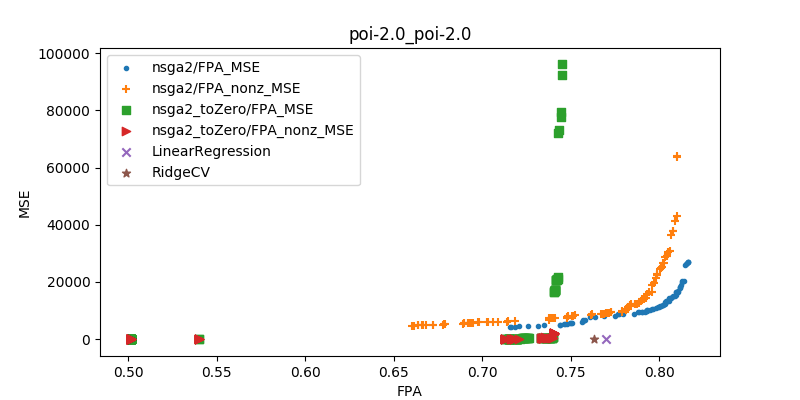 poi-2.0_poi-2.0
100000
80000
60000
40000
20000
0
MSE
nsga2/FPA_MSE
nsga2/FPA_nonz_MSE
nsga2_toZero/FPA_MSE
nsga2_toZero/FPA_nonz_MSE
LinearRegression
RidgeCV
0.50 0.55 0.60 0.65 0.70 0.75 0.80
FPA